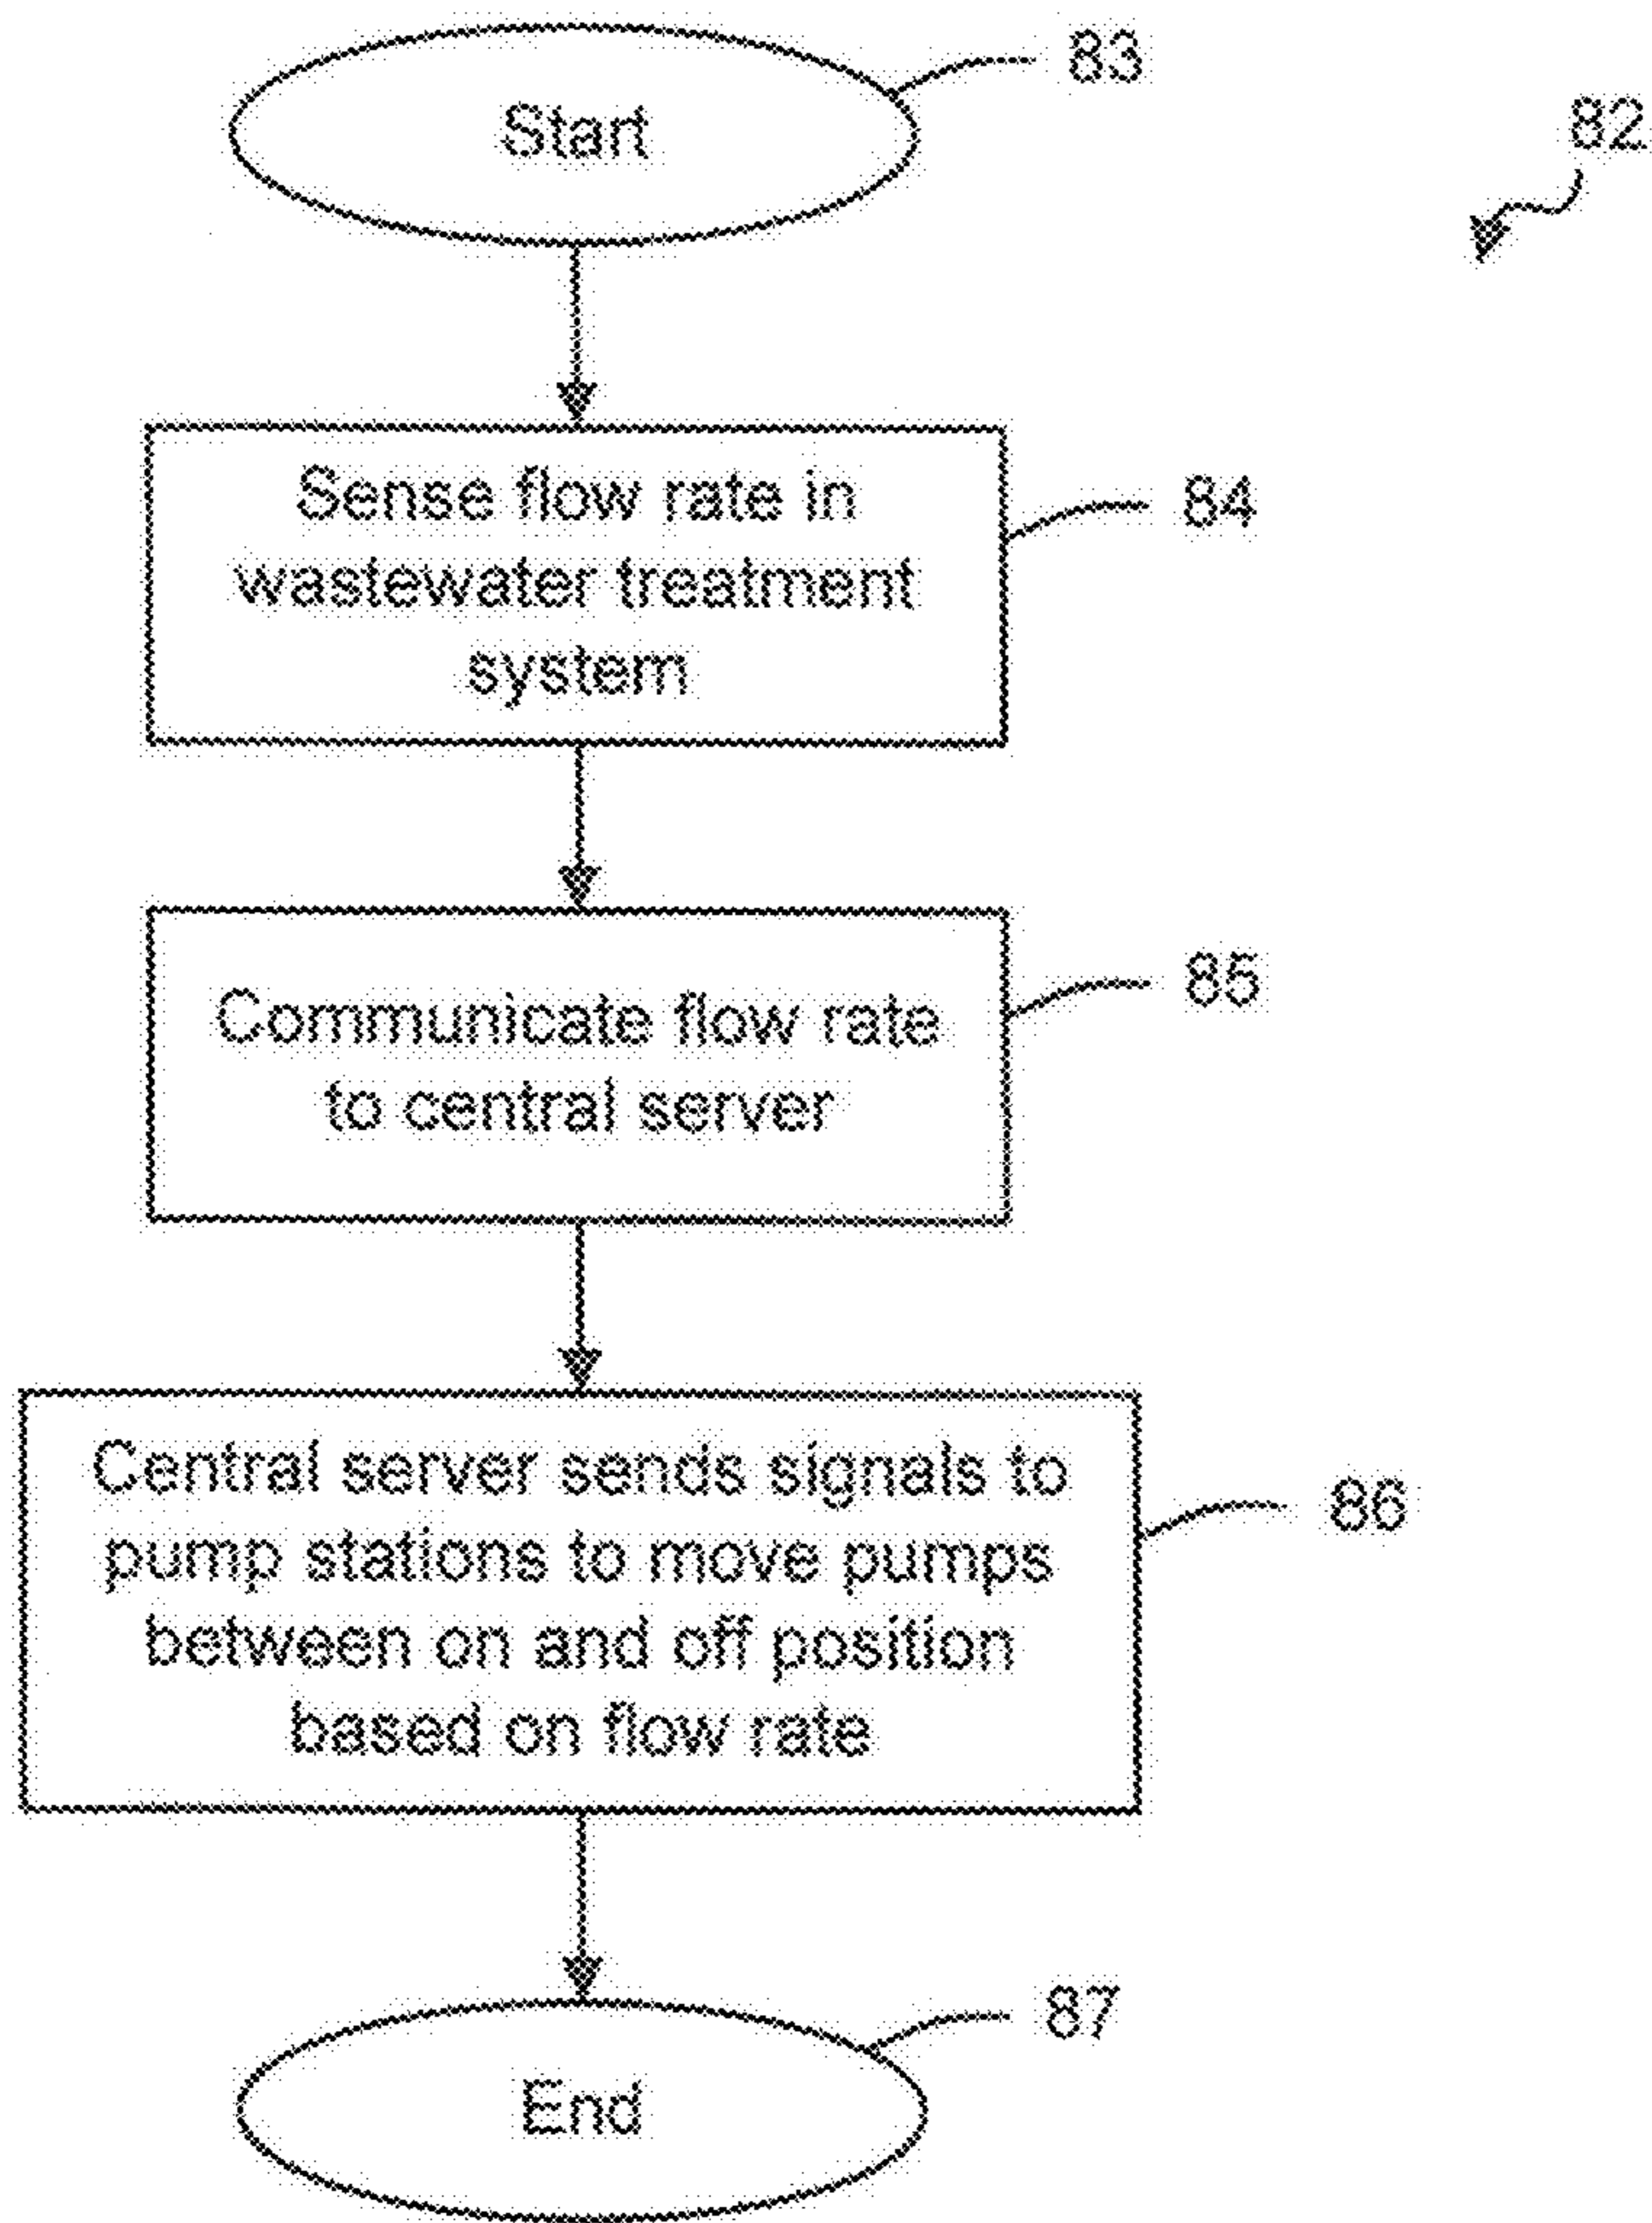 83
Start
82
Sense flow rate in
wastewater treatment
system
84
Communicate flow rate
to central server
85
Central server sends signals to
pump stations to move pumps
between on and off position
based on flow rate
86
87
End